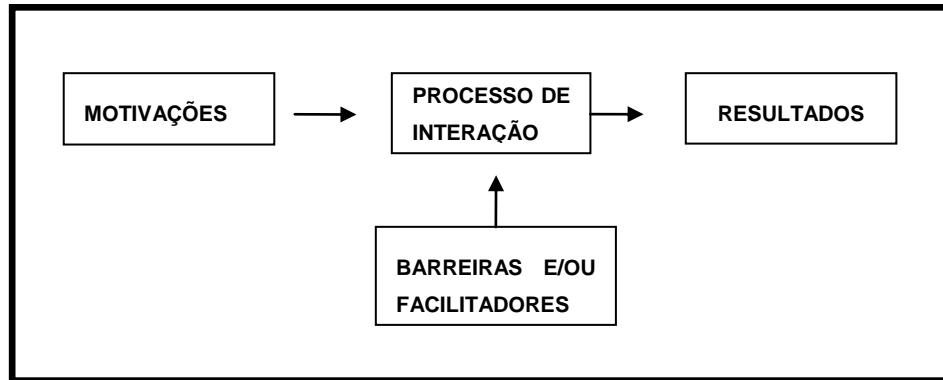 MOTIVAÇÕES
PROCESSO DE
INTERAÇÃO
RESULTADOS
BARREIRAS E/OU
FACILITADORES